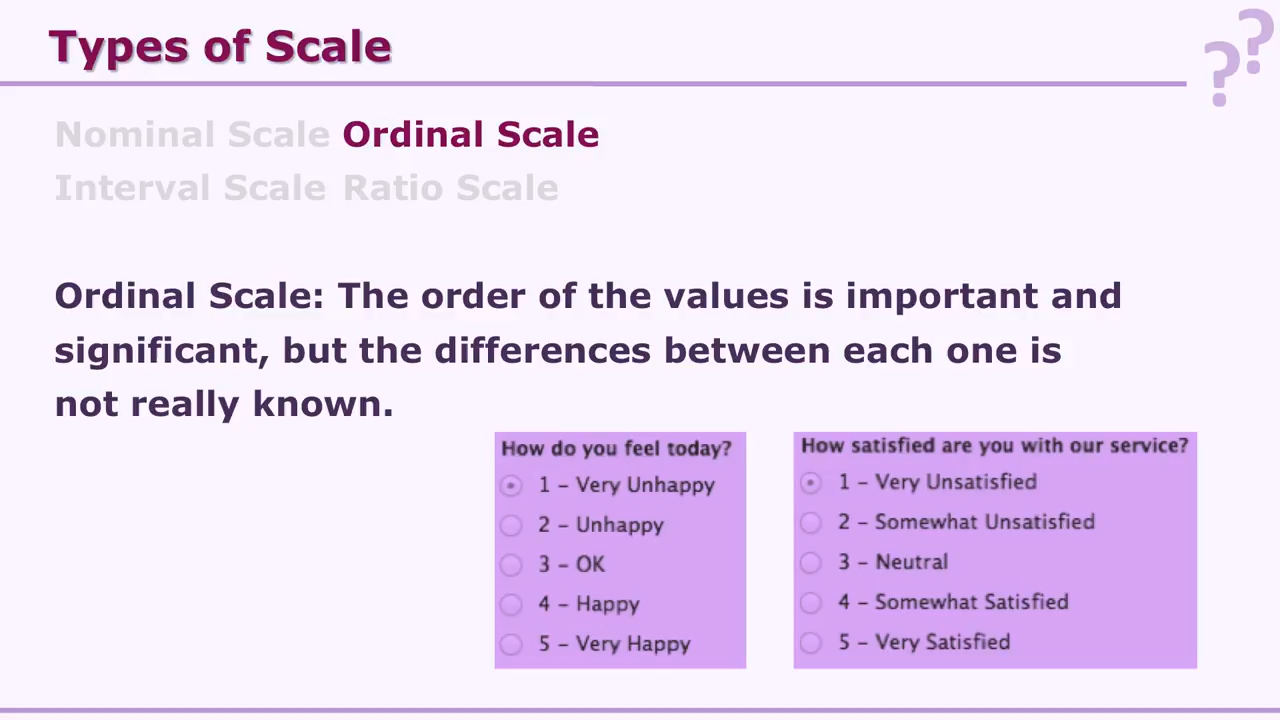 Types of Scale
??
Nominal Scale Ordinal Scale
Interval Scale Ratio Scale
Ordinal Scale: The order of the values is important and
significant, but the differences between each one is
not really known.
How do you feel today?
1 – Very Unhappy
2 – Unhappy
3 – OK
4 – Happy
5 – Very Happy
How satisfied are you with our service?
1 – Very Unsatisfied
2 – Somewhat Unsatisfied
3 – Neutral
4 – Somewhat Satisfied
5 – Very Satisfied